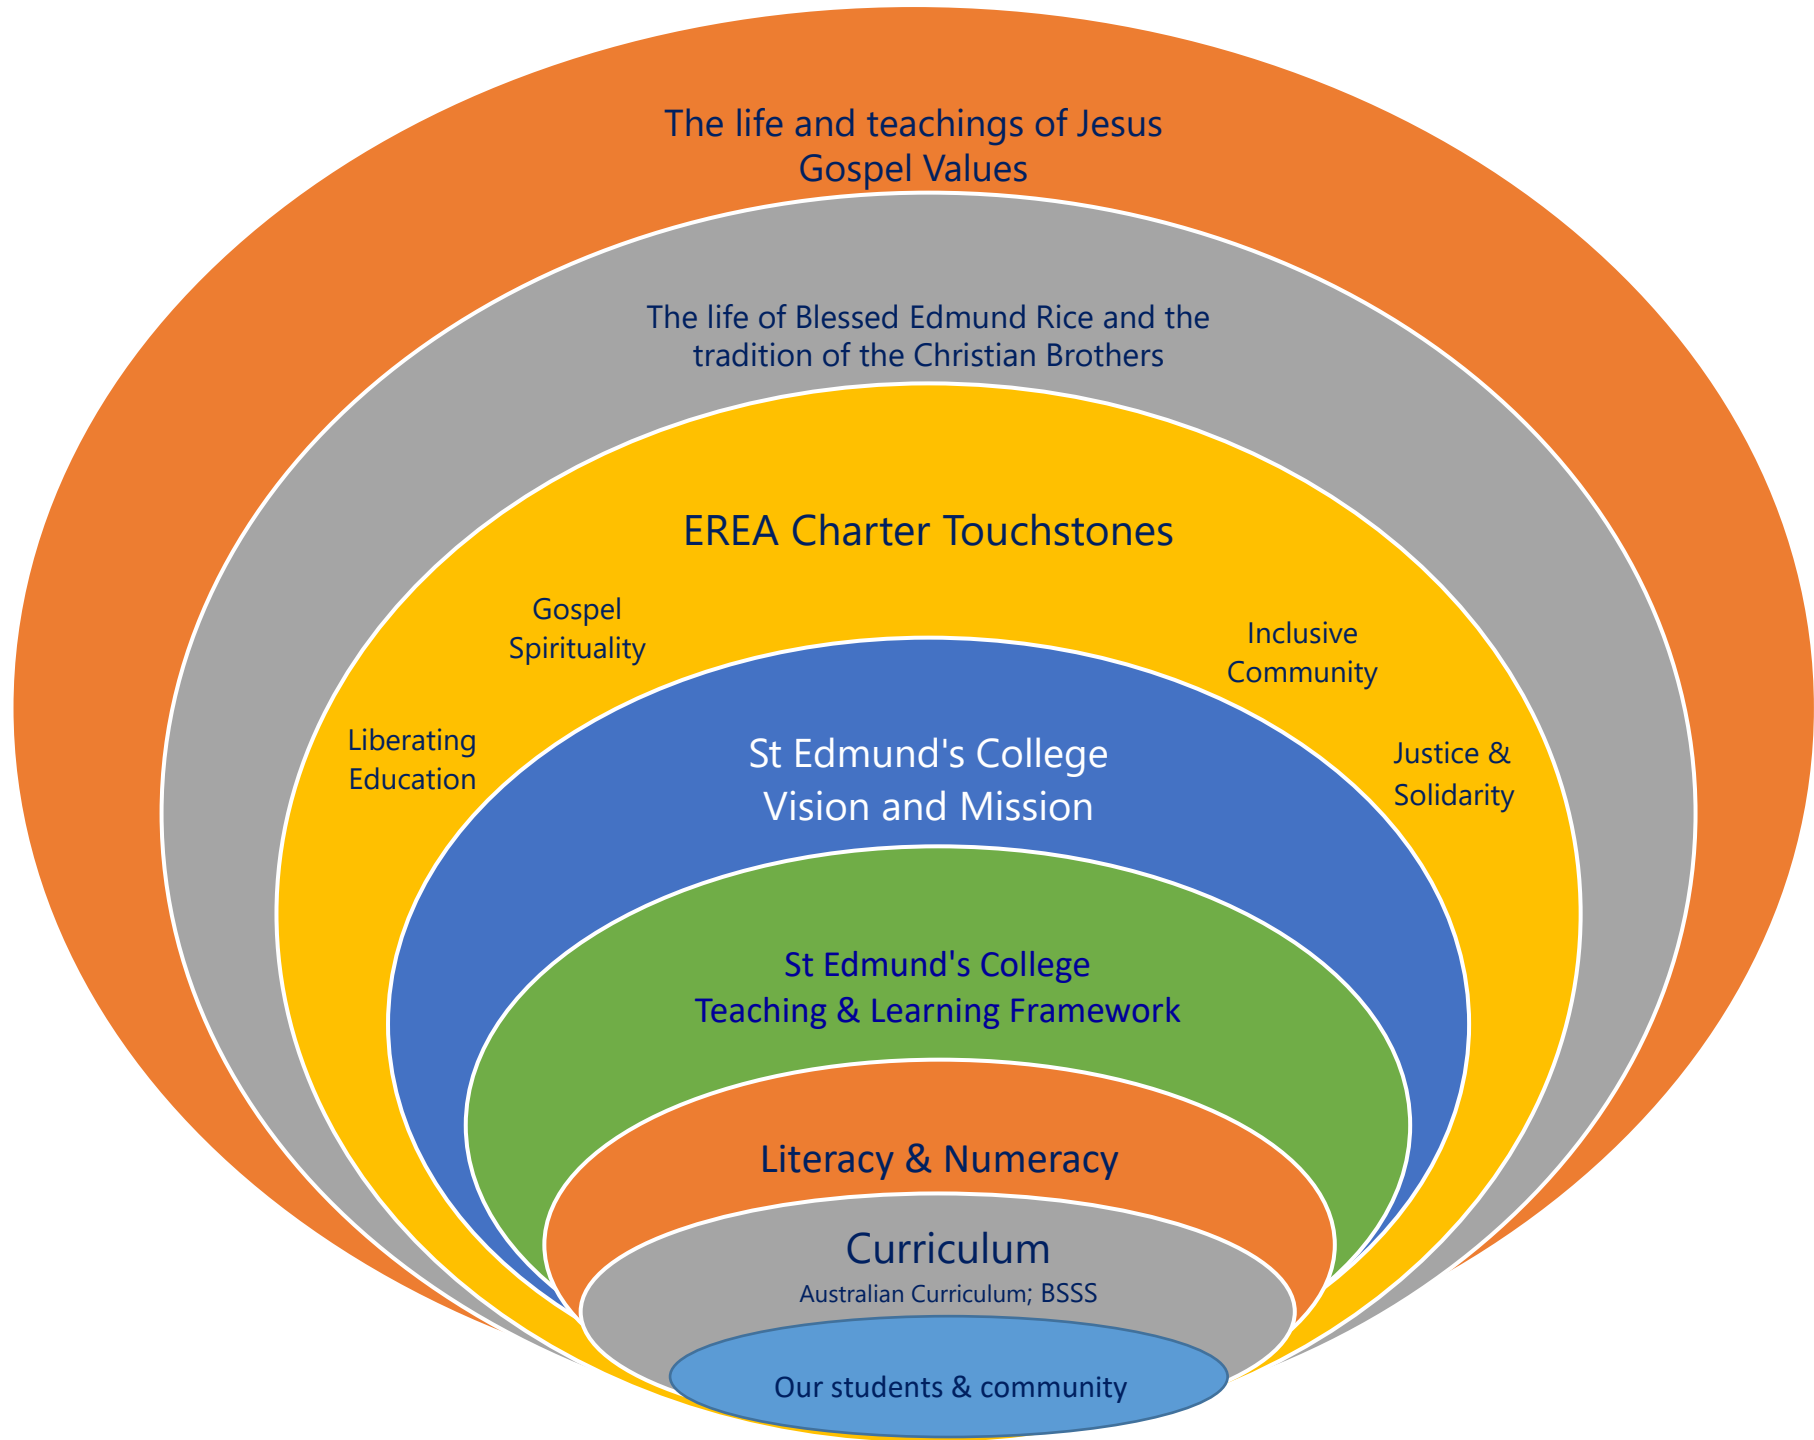 The life and teachings of Jesus
Gospel Values
The life of Blessed Edmund Rice and the
tradition of the Christian Brothers
EREA Charter Touchstones
Gospel
Spirituality
Inclusive
Community
Liberating
Education
Justice &
Solidarity
St Edmund's College
Vision and Mission
St Edmund's College
Teaching & Learning Framework
Literacy & Numeracy
Curriculum
Australian Curriculum; BSSS
Our students & community